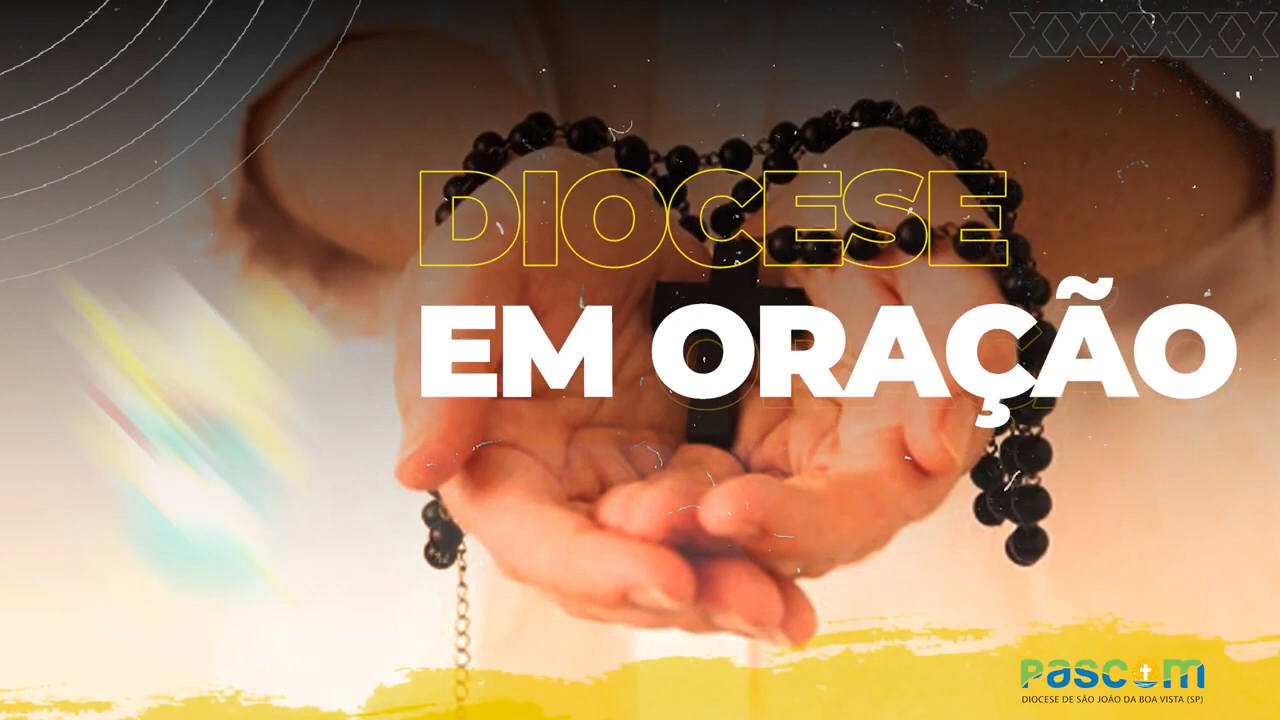 DIOCESE
EM ORAÇÃO
Pascom
DIOCESE DE SÃO JOÃO DA BOA VISTA (SP)